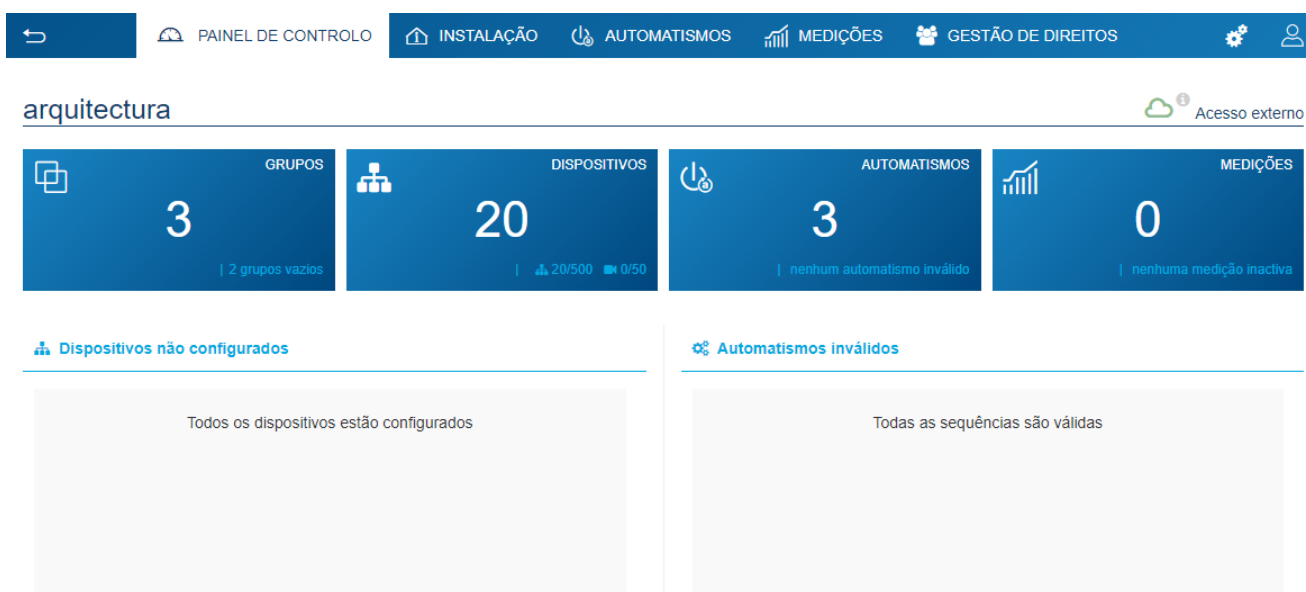 PAINEL DE CONTROLO INSTALAÇÃO AUTOMATISMOS MEDIÇÕES GESTÃO DE DIREITOS
arquitectura
Acesso externo
GRUPOS
3
| 2 grupos vazios
DISPOSITIVOS
20
| 20/500 0/50
AUTOMATISMOS
3
| nenhum automatismo inválido
MEDIÇÕES
0
| nenhuma medição inactiva
Dispositivos não configurados
Todos os dispositivos estão configurados
Automatismos inválidos
Todas as sequências são válidas